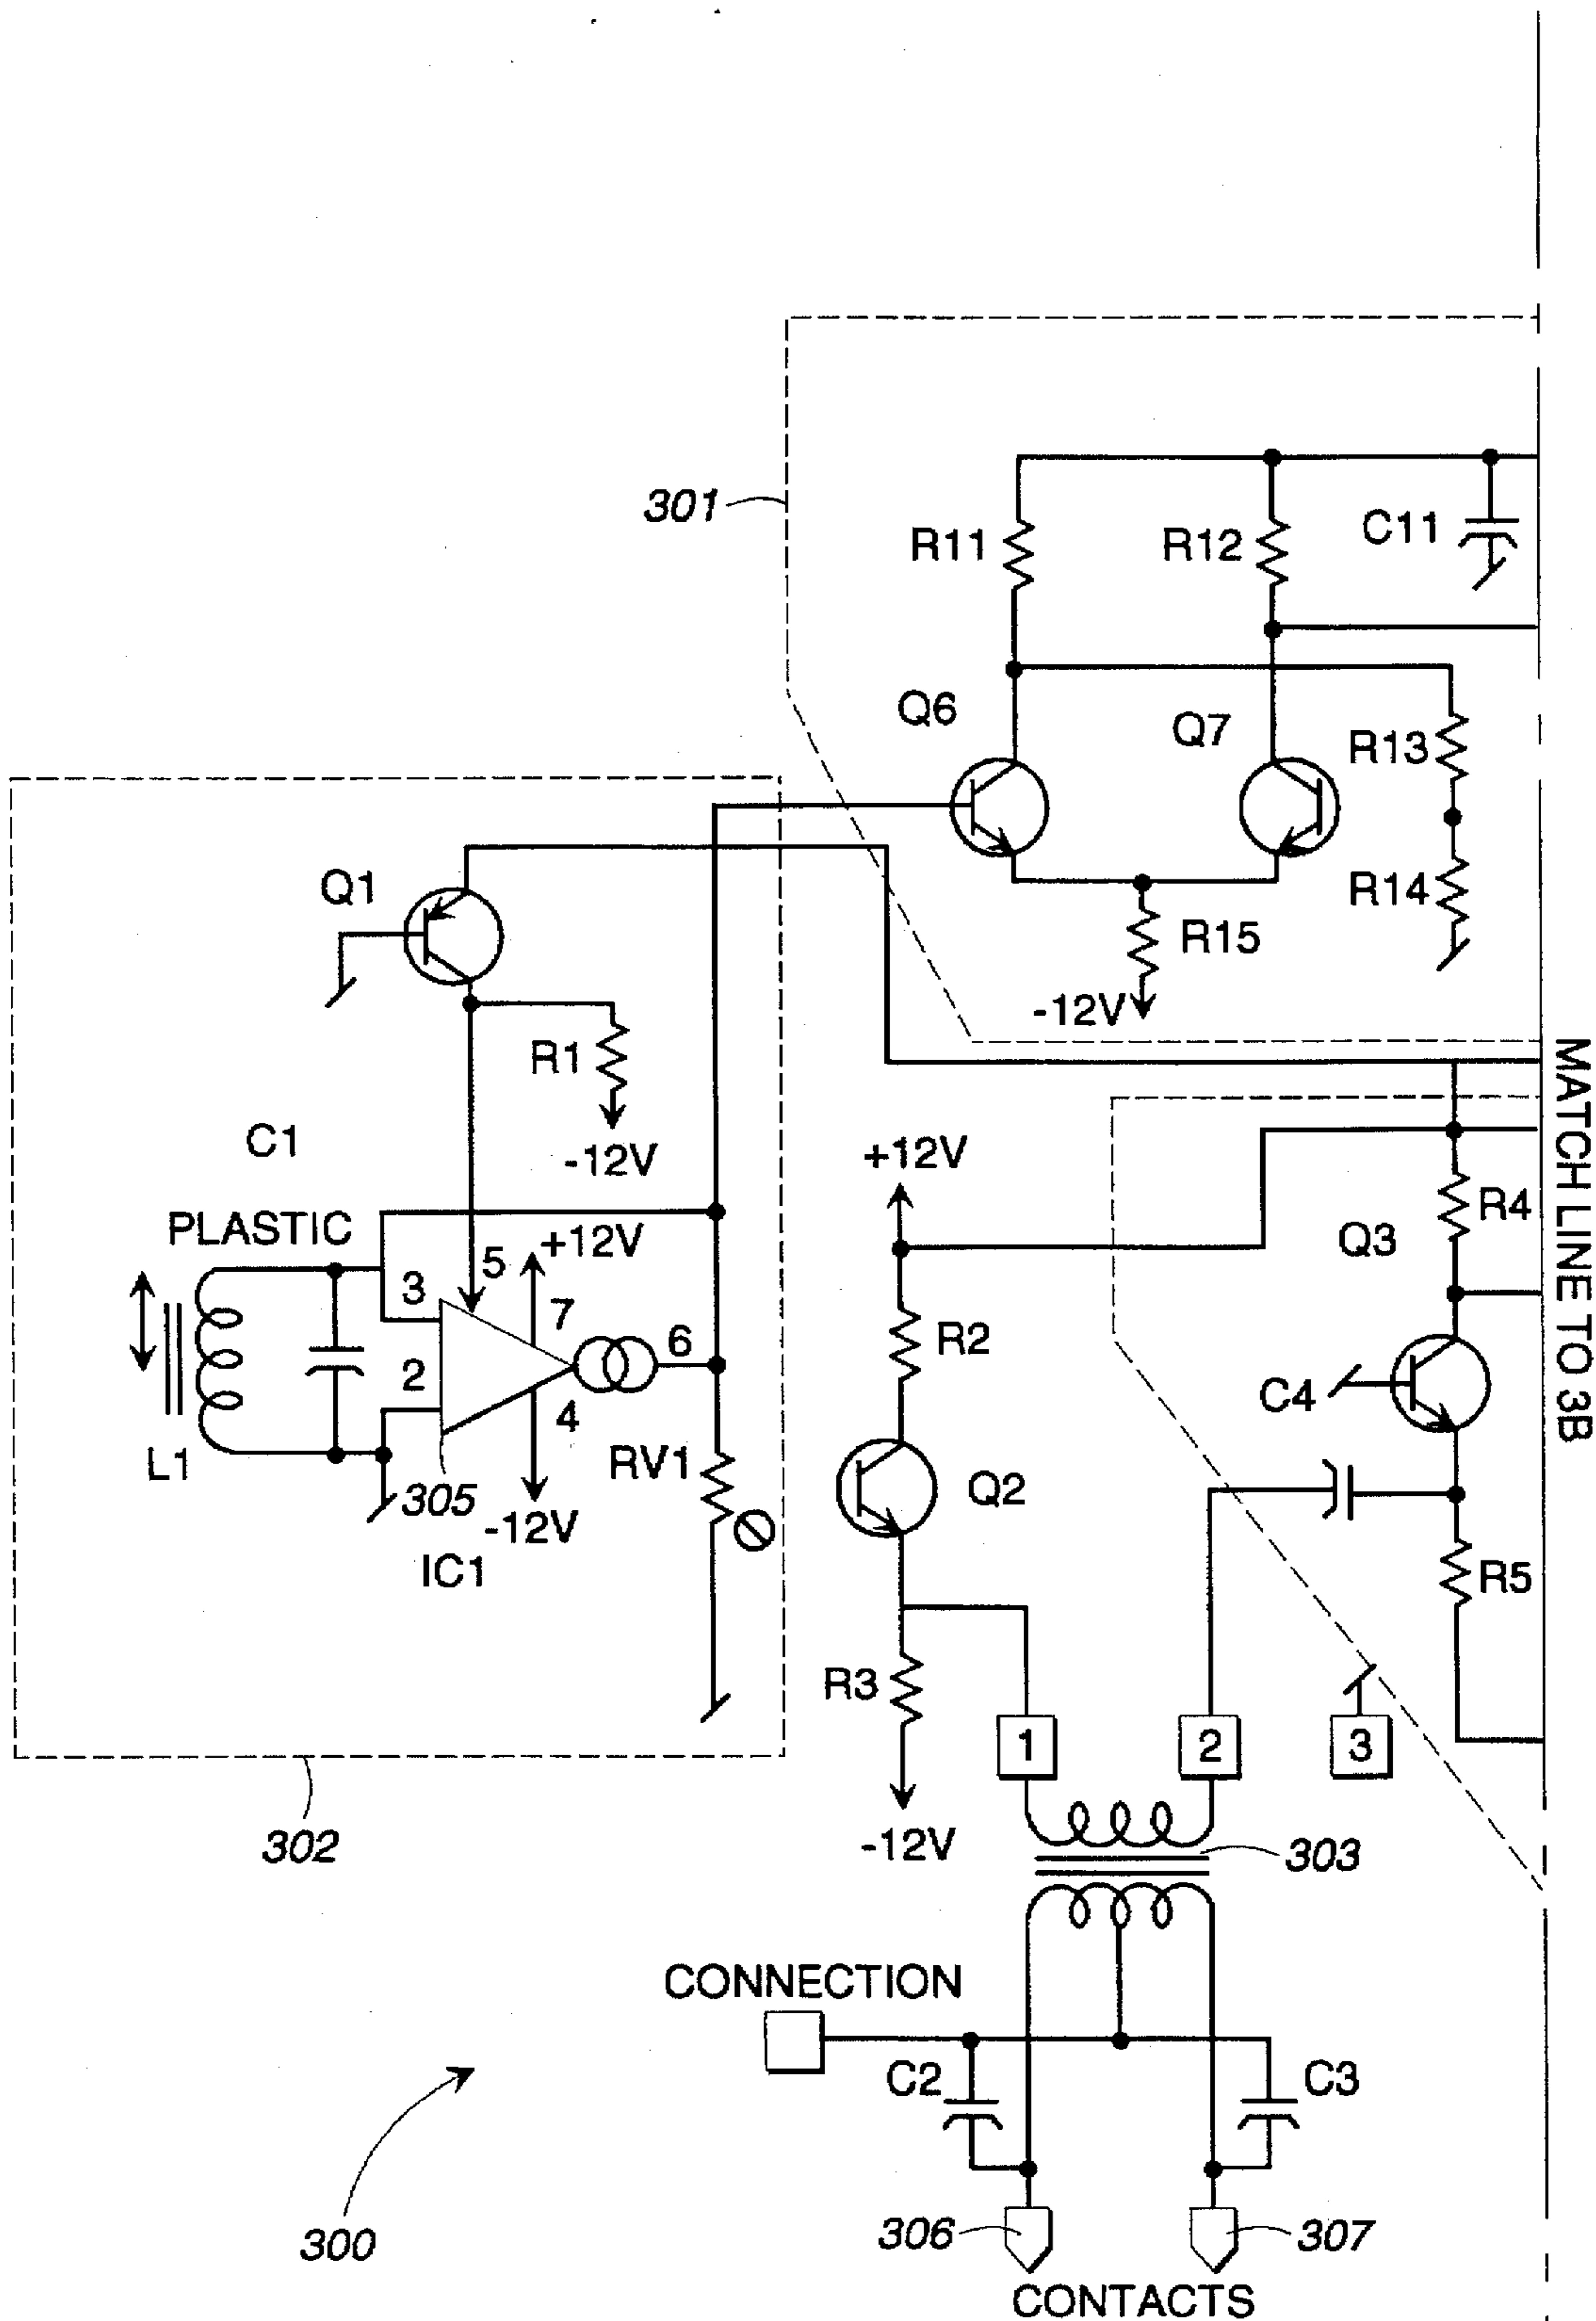 301
R11
R12
C11
Q6
Q7
R13
R14
Q1
R15
-12V
R1
-12V
MATCH LINE TO 3B
C1
+12V
PLASTIC
5
+12V
R4
Q3
3
7
6
R2
2
4
C4
L1
RV1
305
-12V
Q2
IC1
R5
R3
1
2
3
302
-12V
303
CONNECTION
C2
C3
300
306
307
CONTACTS